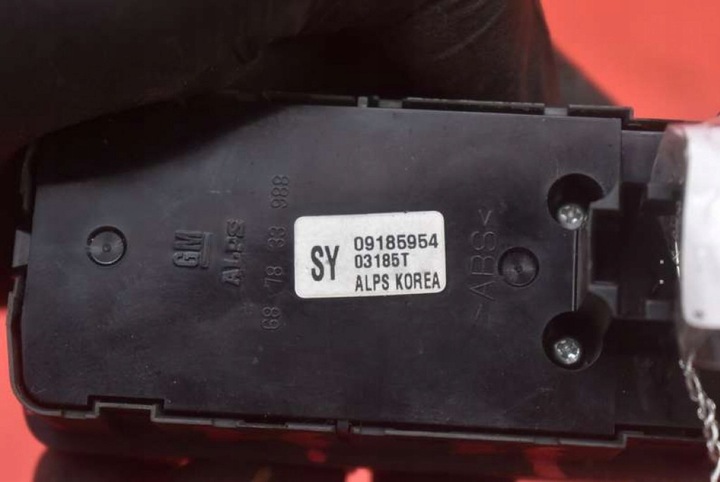 GM
ALPS
68 78 33 988
SY
09185954
03185T
ALPS KOREA
>ABS<